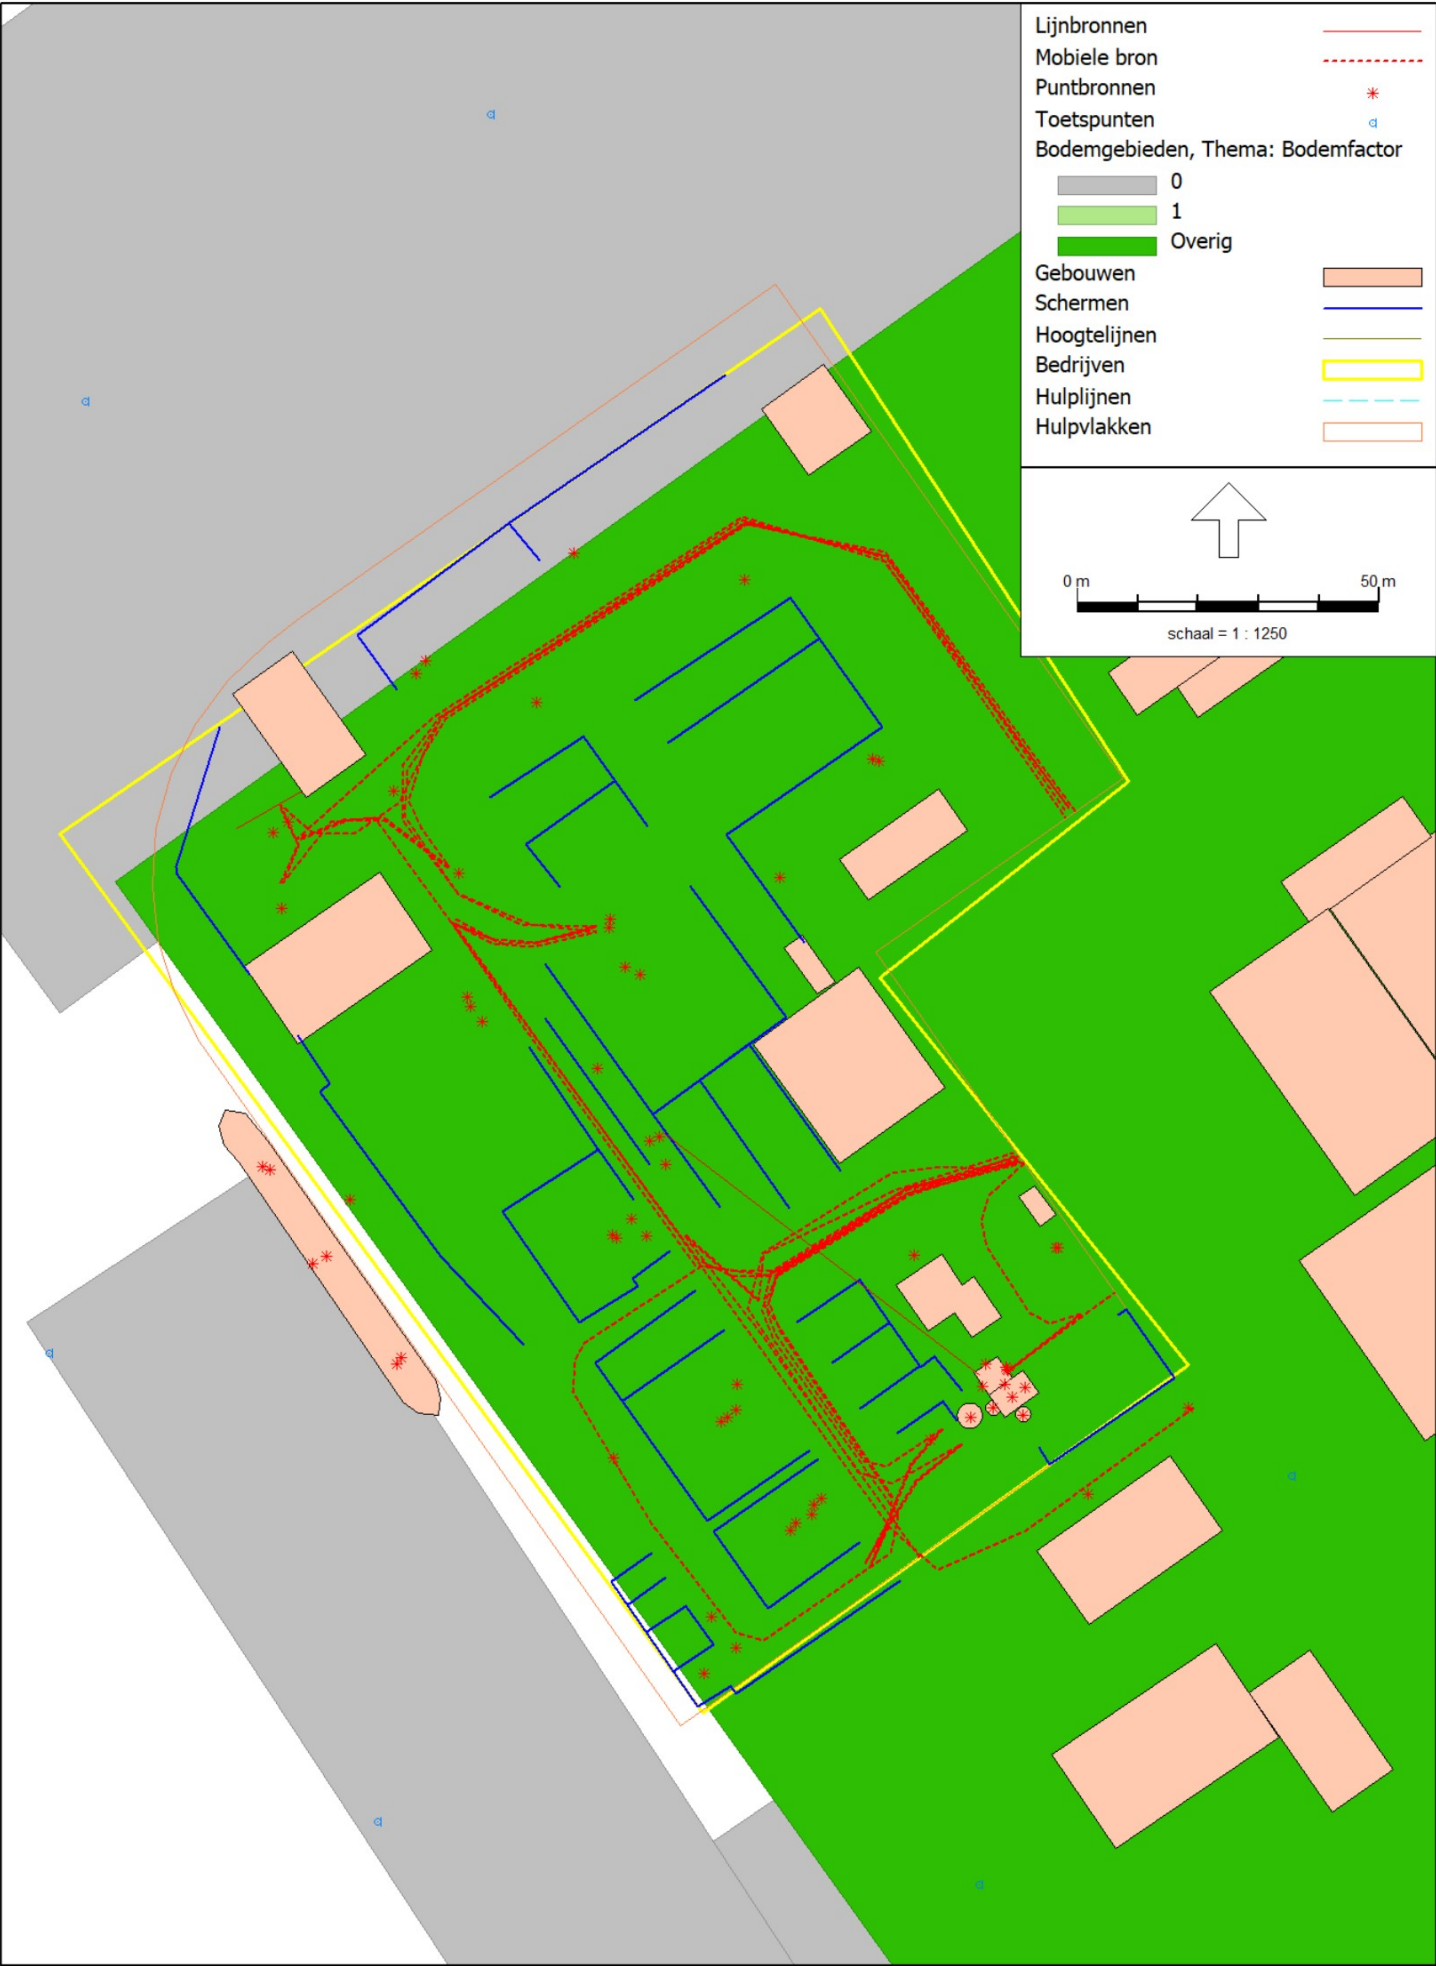 Lijnbronnen
Mobiele bron
Puntbronnen
Toetspunten
Bodemgebieden, Thema: Bodemfactor
0
1
Overig
Gebouwen
Schermen
Hoogtelijnen
Bedrijven
Hulplijnen
Hulpvlakken
0 m 50 m
schaal = 1 : 1250